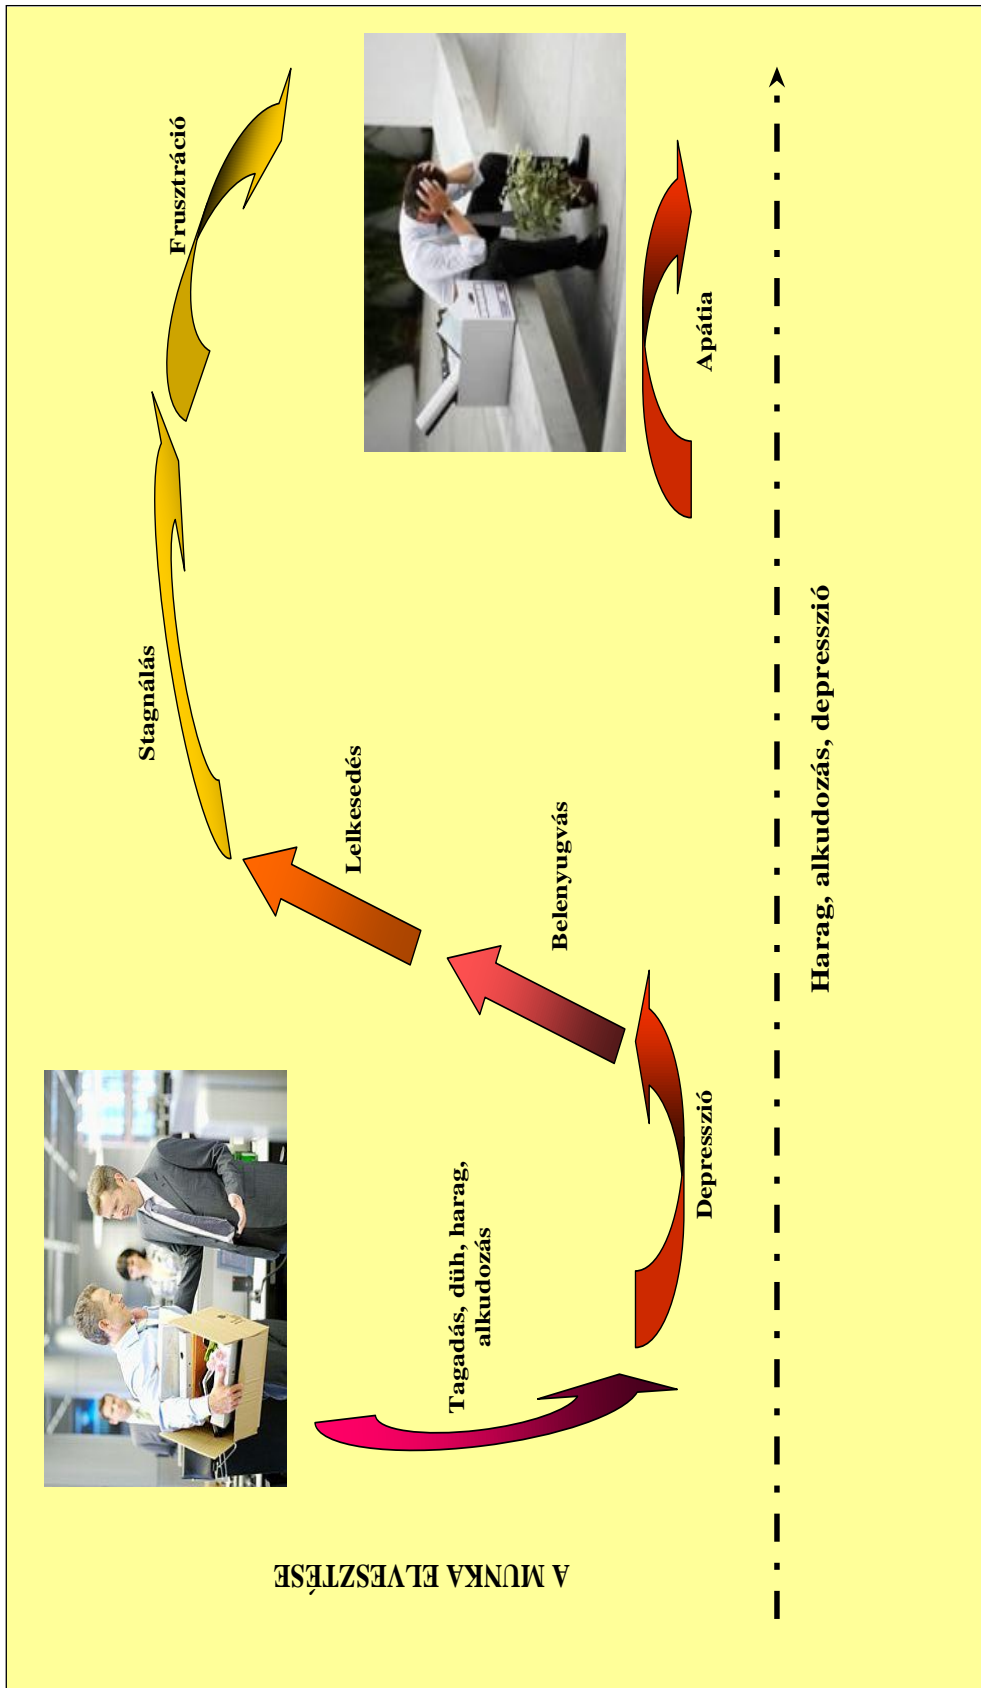 A MUNKA ELVESZTÉSE
Tagadás, düh, harag,
alkudozás
Depresszió
Belenyugvás
Lelkesedés
Stagnálás
Frusztráció
Apátia
Harag, alkudozás, depresszió